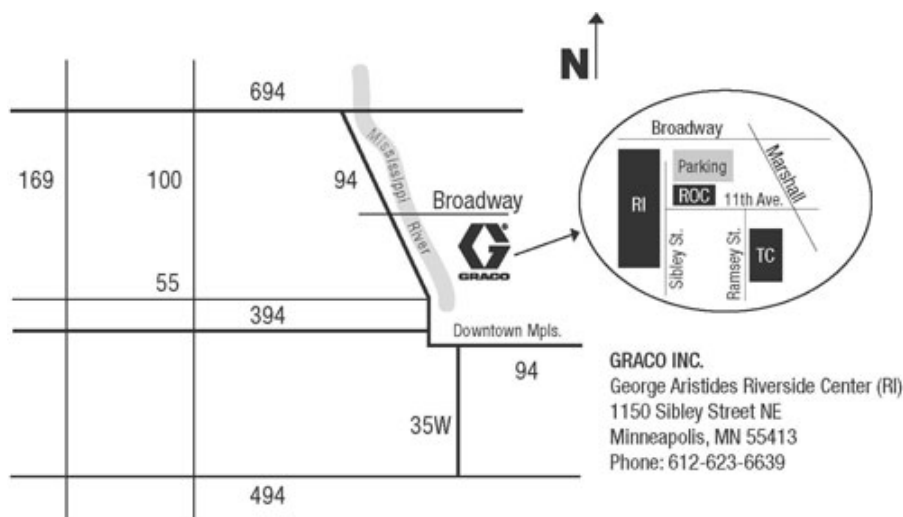 N
694
Mississippi River
169
100
94
Broadway
GRACO
55
394
Downtown Mpls.
94
35W
494
Broadway
Marshall
Parking
RI
ROC
11th Ave.
Sibley St.
Ramsey St.
TC
GRACO INC.
George Aristides Riverside Center (RI)
1150 Sibley Street NE
Minneapolis, MN 55413
Phone: 612-623-6639